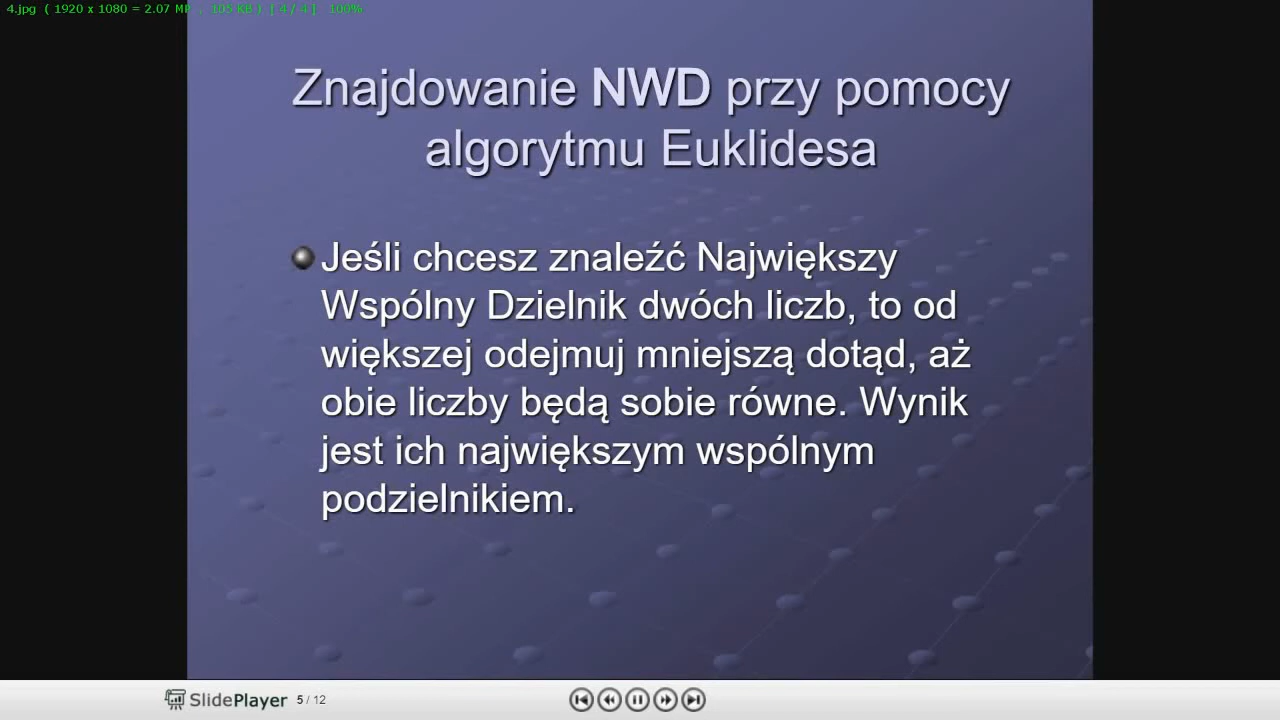 4.jpg ( 1920 x 1080 = 2.07 MP , 105 KB ) [ 4 / 4 ] 100%
Znajdowanie NWD przy pomocy
algorytmu Euklidesa
Jeśli chcesz znaleźć Największy
Wspólny Dzielnik dwóch liczb, to od
większej odejmuj mniejszą dotąd, aż
obie liczby będą sobie równe. Wynik
jest ich największym wspólnym
podzielnikiem.
SlidePlayer 5 / 12